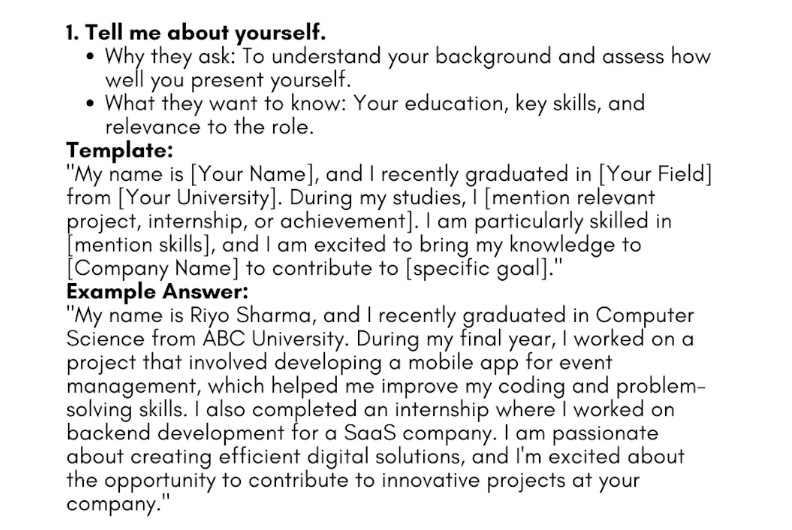 1. Tell me about yourself.
• Why they ask: To understand your background and assess how
well you present yourself.
• What they want to know: Your education, key skills, and
relevance to the role.
Template:
"My name is [Your Name], and I recently graduated in [Your Field]
from [Your University]. During my studies, I [mention relevant
project, internship, or achievement]. I am particularly skilled in
[mention skills], and I am excited to bring my knowledge to
[Company Name] to contribute to [specific goal]."
Example Answer:
"My name is Riyo Sharma, and I recently graduated in Computer
Science from ABC University. During my final year, I worked on a
project that involved developing a mobile app for event
management, which helped me improve my coding and problem-
solving skills. I also completed an internship where I worked on
backend development for a SaaS company. I am passionate
about creating efficient digital solutions, and I'm excited about
the opportunity to contribute to innovative projects at your
company."